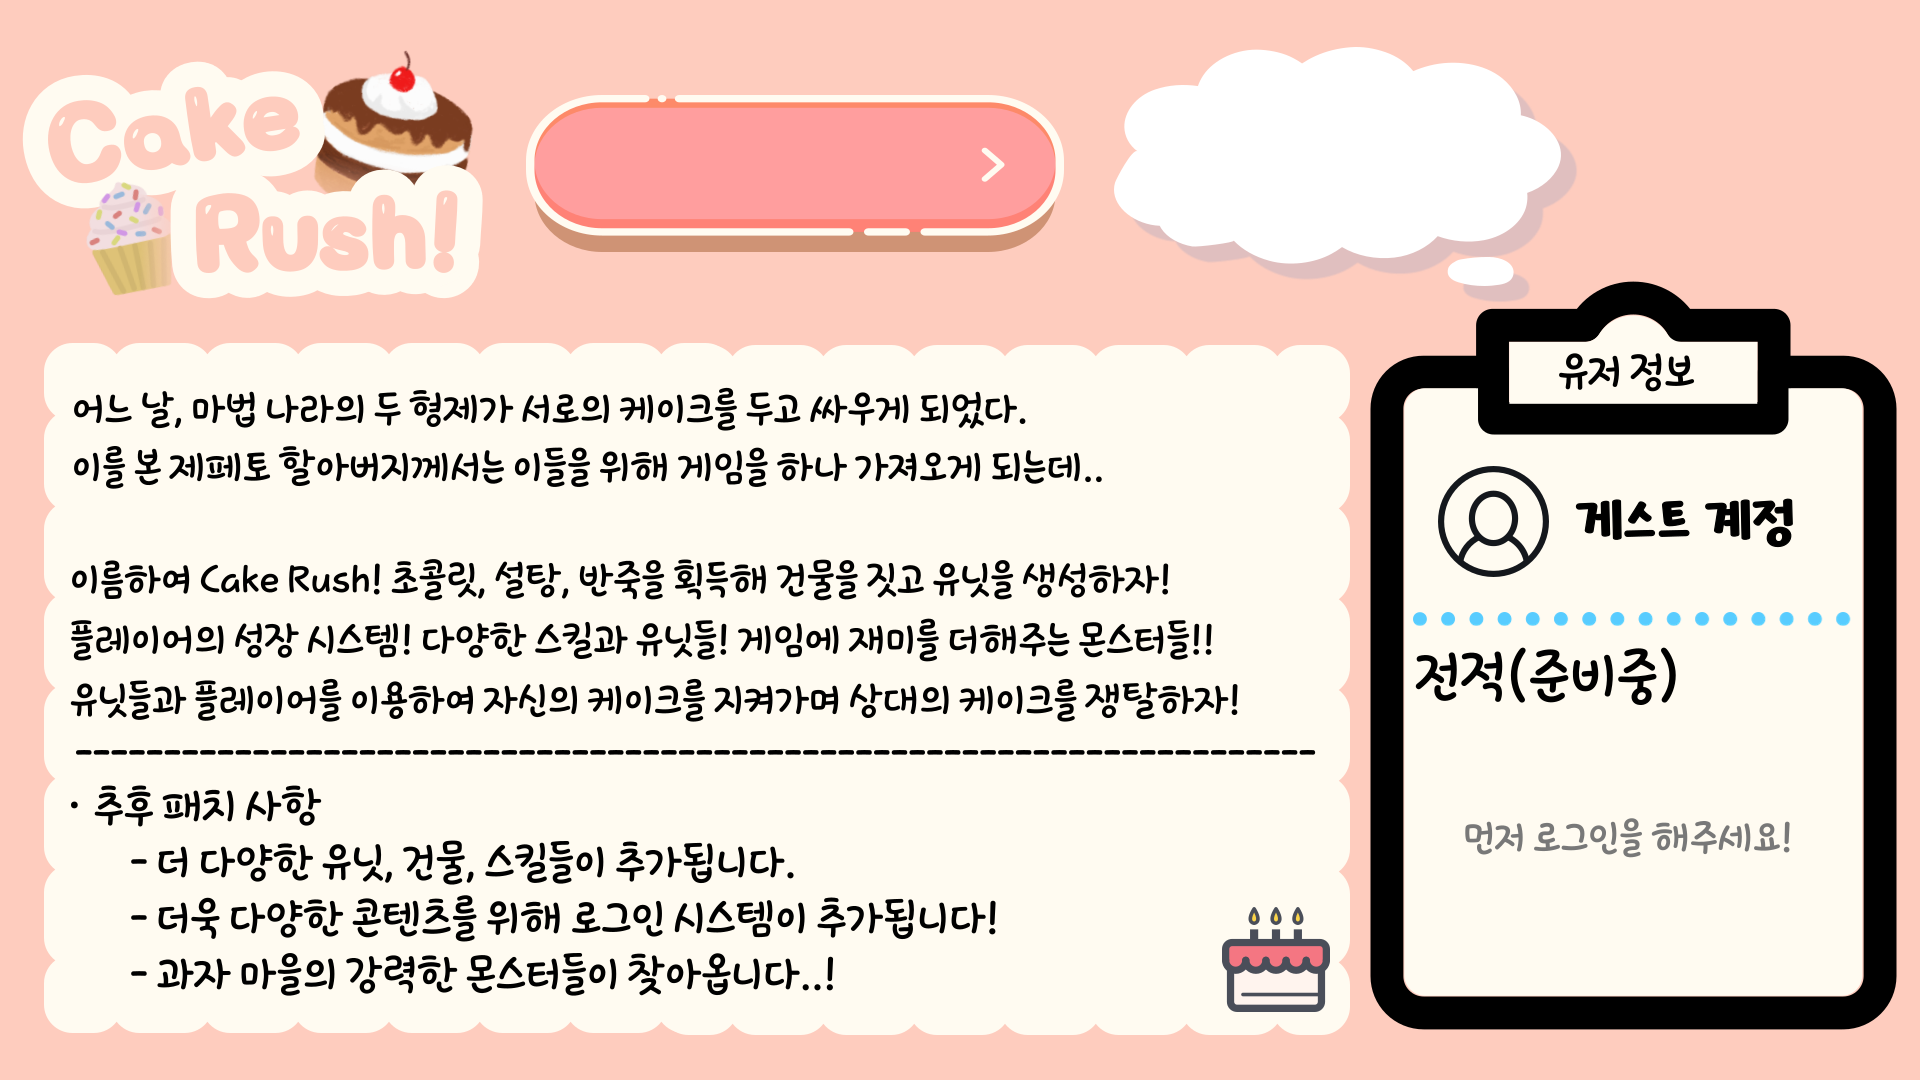 Cake
Rush!
어느 날, 마법 나라의 두 형제가 서로의 케이크를 두고 싸우게 되었다.
이를 본 제페토 할아버지께서는 이들을 위해 게임을 하나 가져오게 되는데..
이름하여 Cake Rush! 초콜릿, 설탕, 반죽을 획득해 건물을 짓고 유닛을 생성하자!
플레이어의 성장 시스템! 다양한 스킬과 유닛들! 게임에 재미를 더해주는 몬스터들!!
유닛들과 플레이어를 이용하여 자신의 케이크를 지켜가며 상대의 케이크를 쟁탈하자!
----------------------------------------------------------------------
· 추후 패치 사항
- 더 다양한 유닛, 건물, 스킬들이 추가됩니다.
- 더욱 다양한 콘텐츠를 위해 로그인 시스템이 추가됩니다!
- 과자 마을의 강력한 몬스터들이 찾아옵니다..!
유저 정보
게스트 계정
전적(준비중)
먼저 로그인을 해주세요!